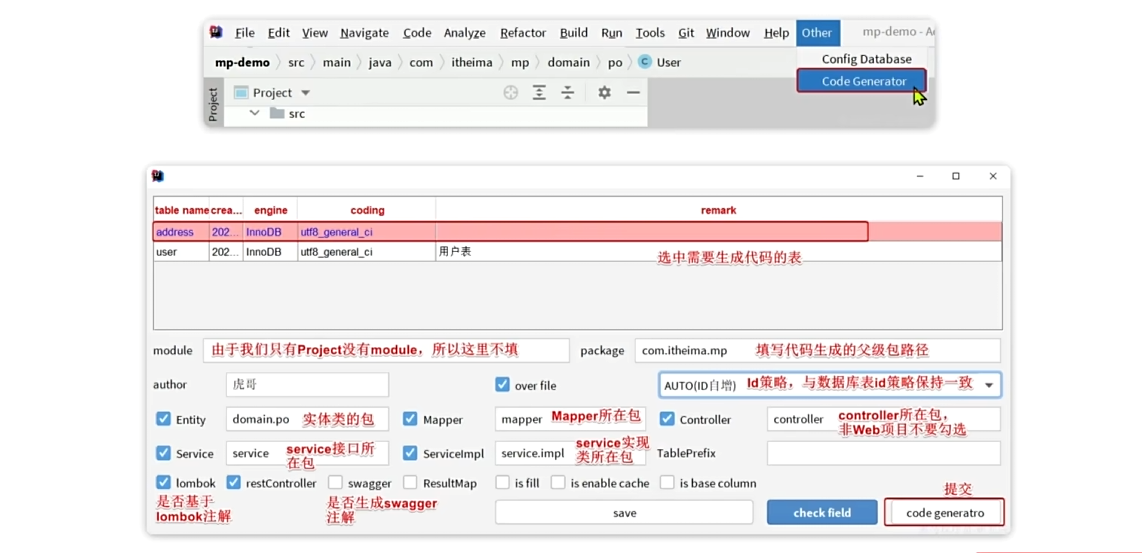 File Edit View Navigate Code Analyze Refactor Build Run Tools Git Window Help Other mp-demo - A
Config Database
Code Generator
mp-demo src main java com itheima mp domain po User
Project
Project
src
table name crea... engine coding remark
address 202... InnoDB utf8_general_ci
user 202... InnoDB utf8_general_ci 用户表
选中需要生成代码的表
module 由于我们只有Project没有module，所以这里不填 package com.itheima.mp 填写代码生成的父级包路径
author 虎哥 over file AUTO(ID自增) Id策略，与数据库表id策略保持一致
Entity domain.po 实体类的包 Mapper mapper Mapper所在包 Controller controller controller所在包，
非Web项目不要勾选
Service service service接口所
在包 ServiceImpl service.impl service实现
类所在包 TablePrefix
lombok restController swagger ResultMap is fill is enable cache is base column
是否基于
lombok注解
是否生成swagger
注解
提交
save check field code generatro